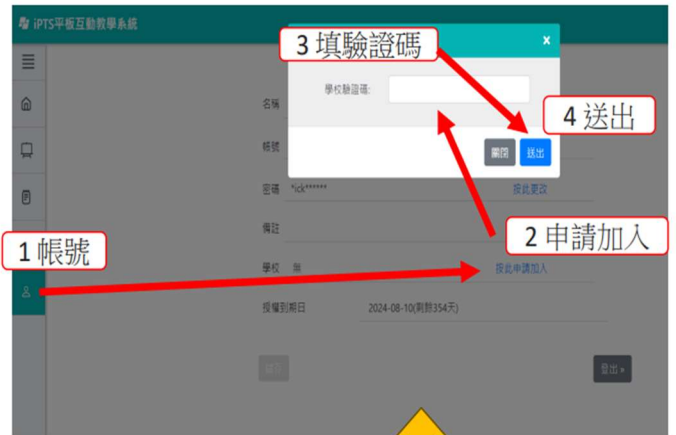 iPTS平板互動教學系統
3 填驗證碼
×
學校驗證碼:
4 送出
名稱
帳號
關閉
送出
密碼 *ick******
按此更改
備註
2 申請加入
1 帳號
學校 無
按此申請加入
授權到期日 2024-08-10(剩餘354天)
登出 »